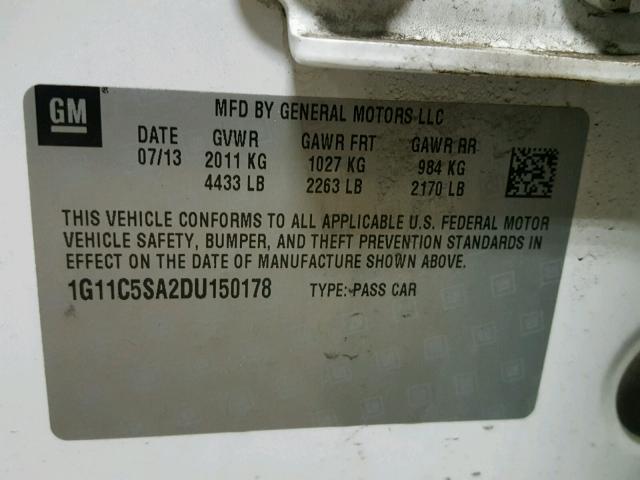 GM
MFD BY GENERAL MOTORS LLC
DATE GVWR GAWR FRT GAWR RR
07/13 2011 KG 1027 KG 984 KG
4433 LB 2263 LB 2170 LB
THIS VEHICLE CONFORMS TO ALL APPLICABLE U.S. FEDERAL MOTOR
VEHICLE SAFETY, BUMPER, AND THEFT PREVENTION STANDARDS IN
EFFECT ON THE DATE OF MANUFACTURE SHOWN ABOVE.
1G11C5SA2DU150178 TYPE: PASS CAR